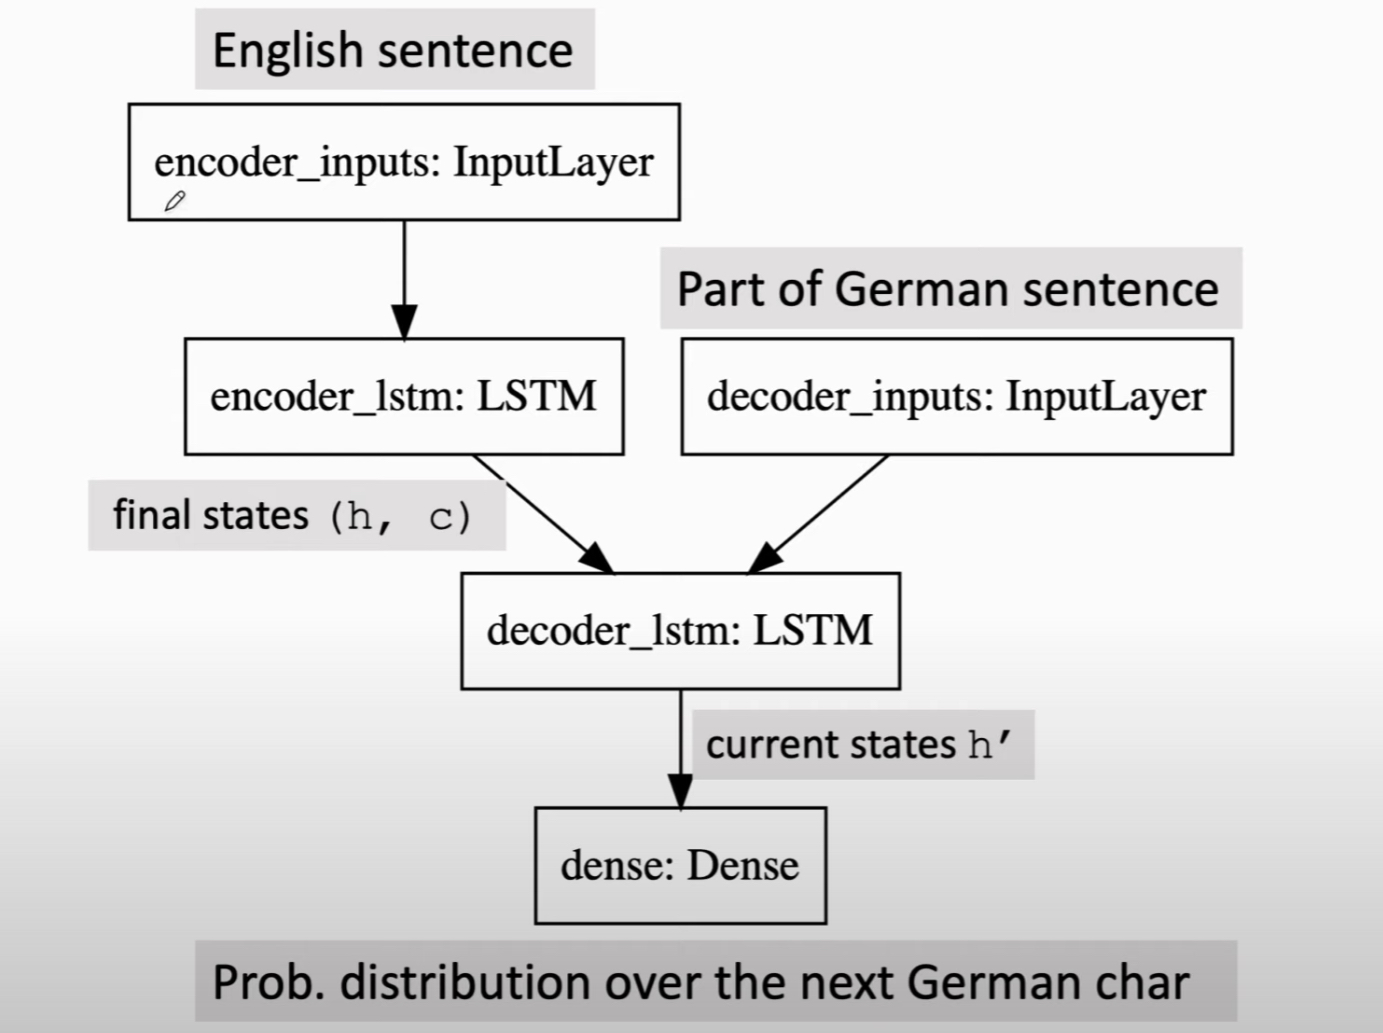 English sentence
encoder_inputs: InputLayer
Part of German sentence
encoder_lstm: LSTM
decoder_inputs: InputLayer
final states (h, c)
decoder_lstm: LSTM
current states h′
dense: Dense
Prob. distribution over the next German char